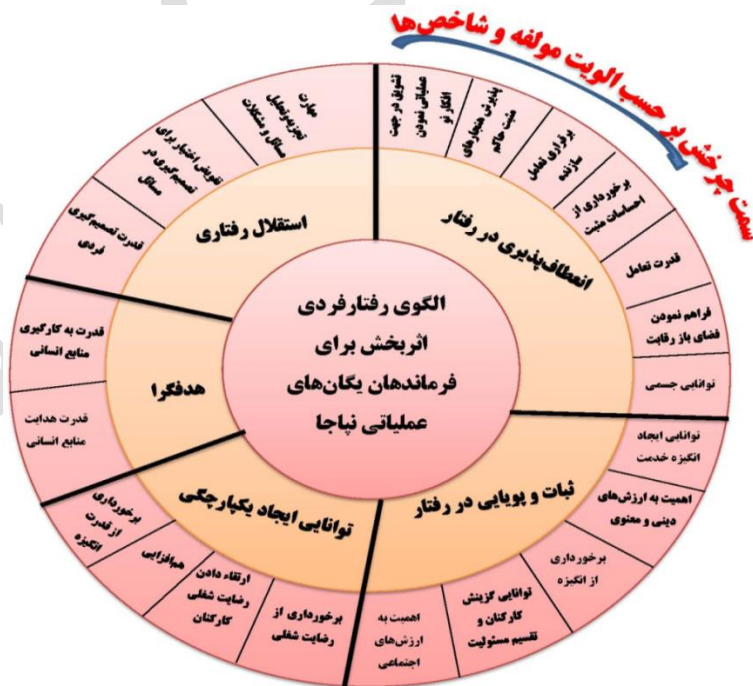 سمت چرخش بر حسب الویت مولفه و شاخص‌ها
الگوی رفتارفردی
اثربخش برای
فرماندهان یگان‌های
عملیاتی نپاجا
انعطاف‌پذیری در رفتار
تشویق در جهت
عملیاتی نمودن
افکار نو
پذیرش هنجارهای
مثبت حاکم
برقراری تعامل
سازنده
برخورداری از
احساسات مثبت
قدرت تعامل
فراهم نمودن
فضای باز رقابت
توانایی جسمی
ثبات و پویایی در رفتار
توانایی ایجاد
انگیزه خدمت
اهمیت به ارزش‌های
دینی و معنوی
برخورداری
از انگیزه
توانایی گزینش
کارکنان و
تقسیم مسئولیت
اهمیت به
ارزش‌های
اجتماعی
توانایی ایجاد یکپارچگی
برخورداری از
رضایت شغلی
ارتقاء دادن
رضایت شغلی
کارکنان
هم‌افزایی
برخورداری
از قدرت
انگیزه
هدفگرا
قدرت هدایت
منابع انسانی
قدرت به کارگیری
منابع انسانی
استقلال رفتاری
قدرت تصمیم‌گیری
فردی
تفویض اختیار برای
تصمیم‌گیری در
مسائل
مهارت
تجزیه و تحلیل
مسائل و مشکلات